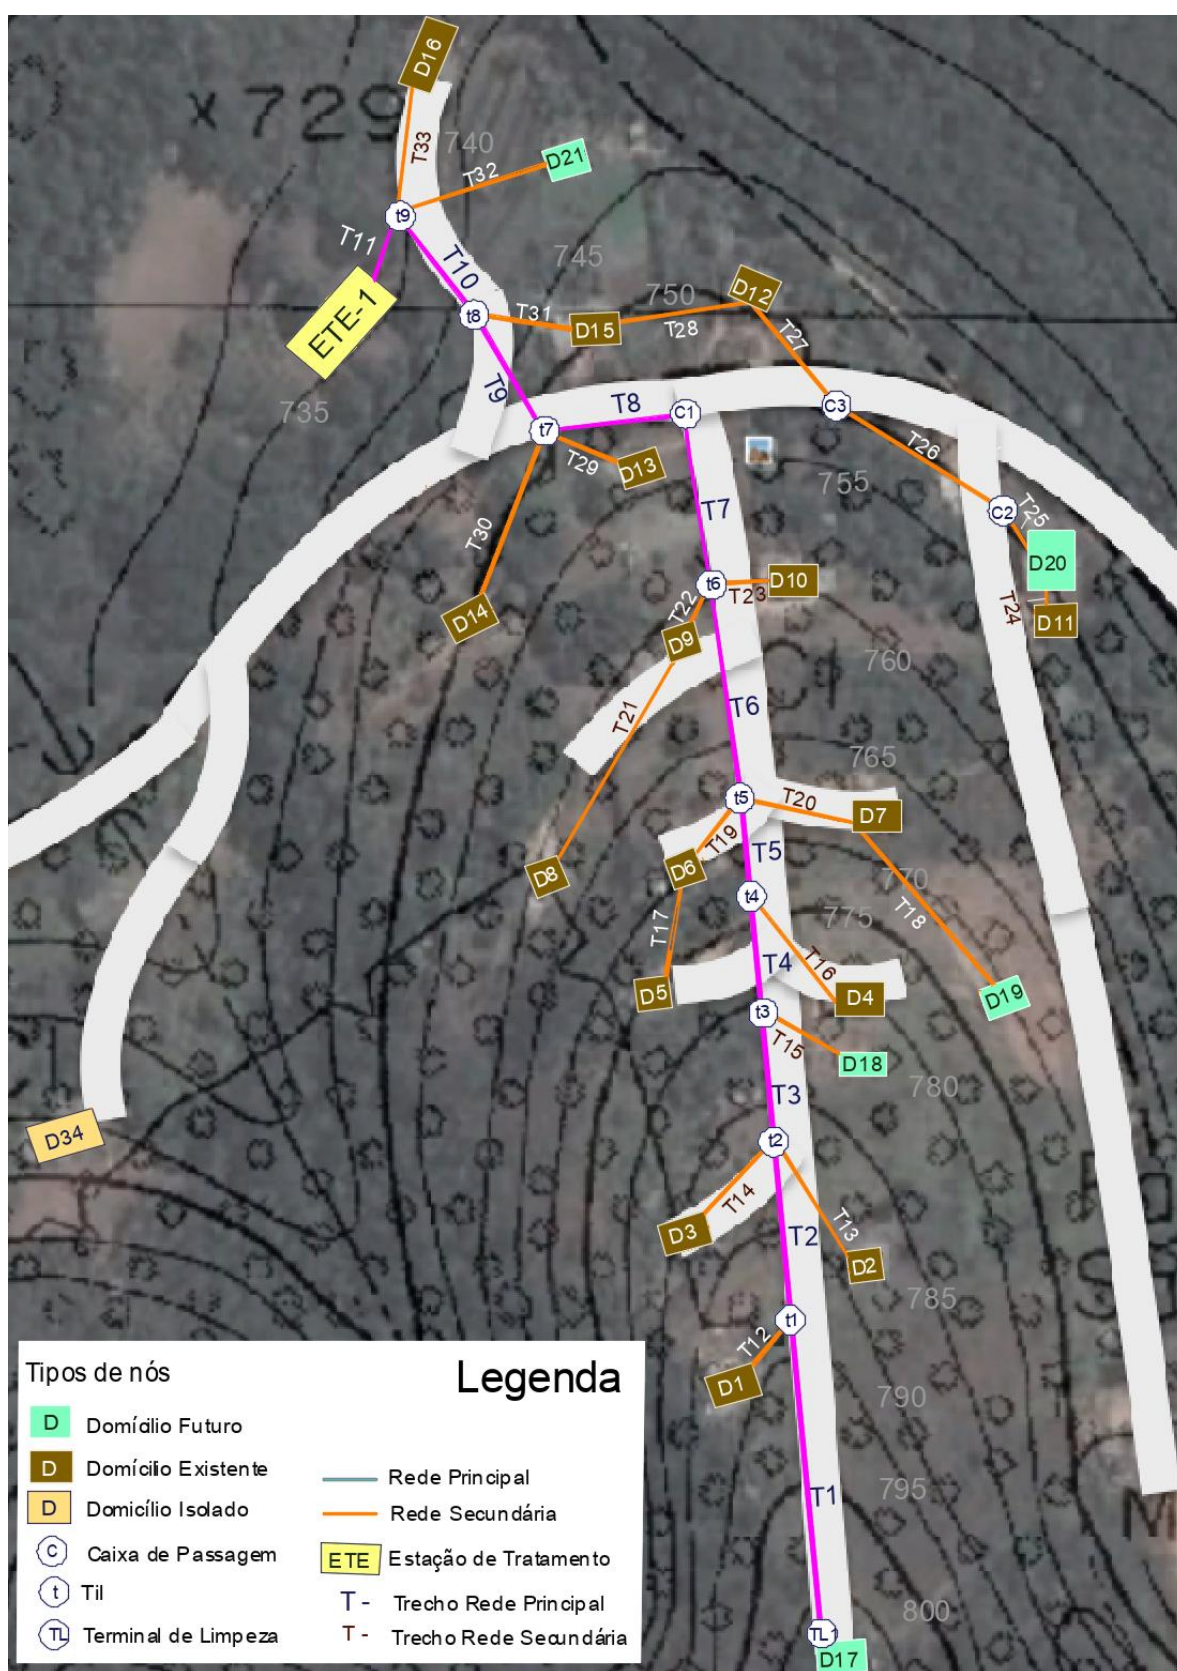 D16
x 729
740
T33
D21
T32
t9
T11
T10
745
ETE-1
t8
T31
D15
750
T28
D12
T27
735
T9
T8
C1
C3
t7
T29
D13
T26
755
T30
T7
C2
T25
D20
D14
t6
T23
D10
T22
D9
T24
D11
760
T21
T6
765
t5
T20
D7
T19
D6
T5
D8
770
t4
T18
T17
775
T4
T16
D5
D4
D19
t3
T15
D18
T3
780
D34
t2
T14
D3
T2
T13
D2
785
t1
T12
D1
790
T1
795
800
TL1
D17
Legenda
Tipos de nós
D Domícilio Futuro
D Domícilio Existente
D Domicílio Isolado
C Caixa de Passagem
t Til
TL Terminal de Limpeza
Rede Principal
Rede Secundária
ETE Estação de Tratamento
T - Trecho Rede Principal
T - Trecho Rede Secundária